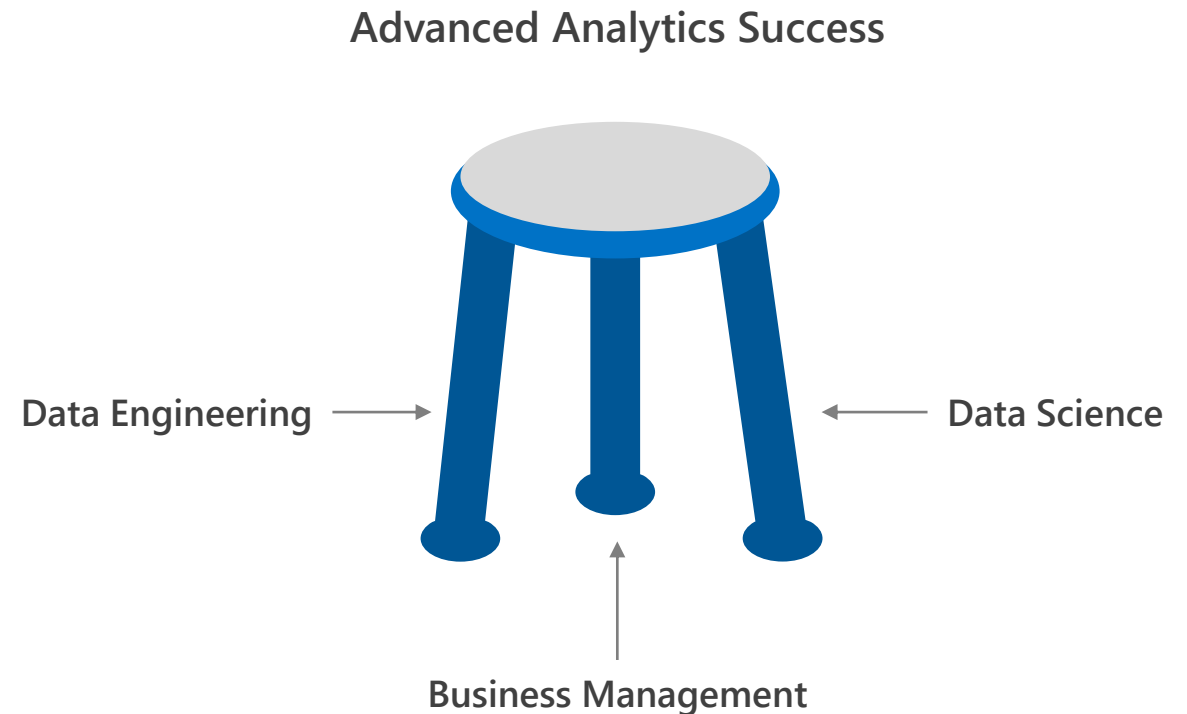 Advanced Analytics Success
Data Engineering
Data Science
Business Management